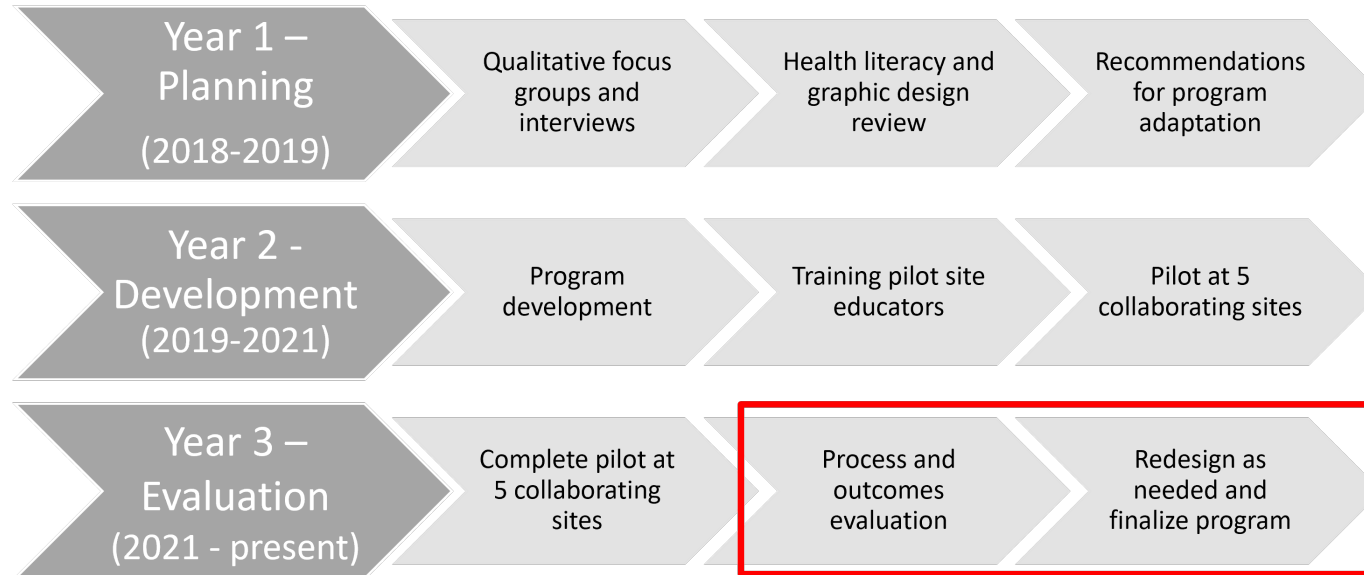 Year 1 –
Planning
(2018-2019)
Qualitative focus
groups and
interviews
Health literacy and
graphic design
review
Recommendations
for program
adaptation
Year 2 -
Development
(2019-2021)
Program
development
Training pilot site
educators
Pilot at 5
collaborating sites
Year 3 –
Evaluation
(2021 - present)
Complete pilot at
5 collaborating
sites
Process and
outcomes
evaluation
Redesign as
needed and
finalize program